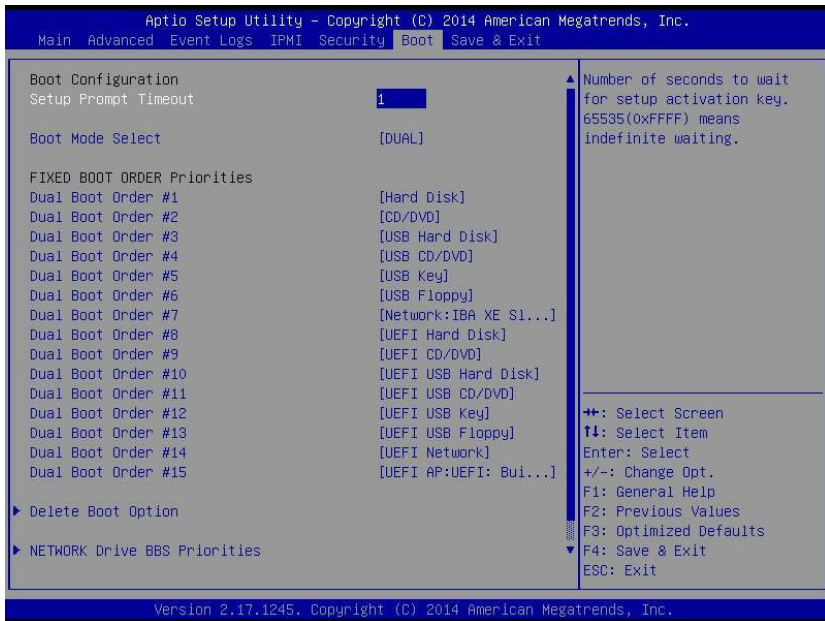 Aptio Setup Utility – Copyright (C) 2014 American Megatrends, Inc.
Main Advanced Event Logs IPMI Security Boot Save & Exit
Boot Configuration
Setup Prompt Timeout 1
Boot Mode Select [DUAL]
FIXED BOOT ORDER Priorities
Dual Boot Order #1 [Hard Disk]
Dual Boot Order #2 [CD/DVD]
Dual Boot Order #3 [USB Hard Disk]
Dual Boot Order #4 [USB CD/DVD]
Dual Boot Order #5 [USB Key]
Dual Boot Order #6 [USB Floppy]
Dual Boot Order #7 [Network:IBA XE Sl...]
Dual Boot Order #8 [UEFI Hard Disk]
Dual Boot Order #9 [UEFI CD/DVD]
Dual Boot Order #10 [UEFI USB Hard Disk]
Dual Boot Order #11 [UEFI USB CD/DVD]
Dual Boot Order #12 [UEFI USB Key]
Dual Boot Order #13 [UEFI USB Floppy]
Dual Boot Order #14 [UEFI Network]
Dual Boot Order #15 [UEFI AP:UEFI: Bui...]
Delete Boot Option
NETWORK Drive BBS Priorities
Number of seconds to wait
for setup activation key.
65535(0xFFFF) means
indefinite waiting.
→←: Select Screen
↑↓: Select Item
Enter: Select
+/-: Change Opt.
F1: General Help
F2: Previous Values
F3: Optimized Defaults
F4: Save & Exit
ESC: Exit
Version 2.17.1245. Copyright (C) 2014 American Megatrends, Inc.